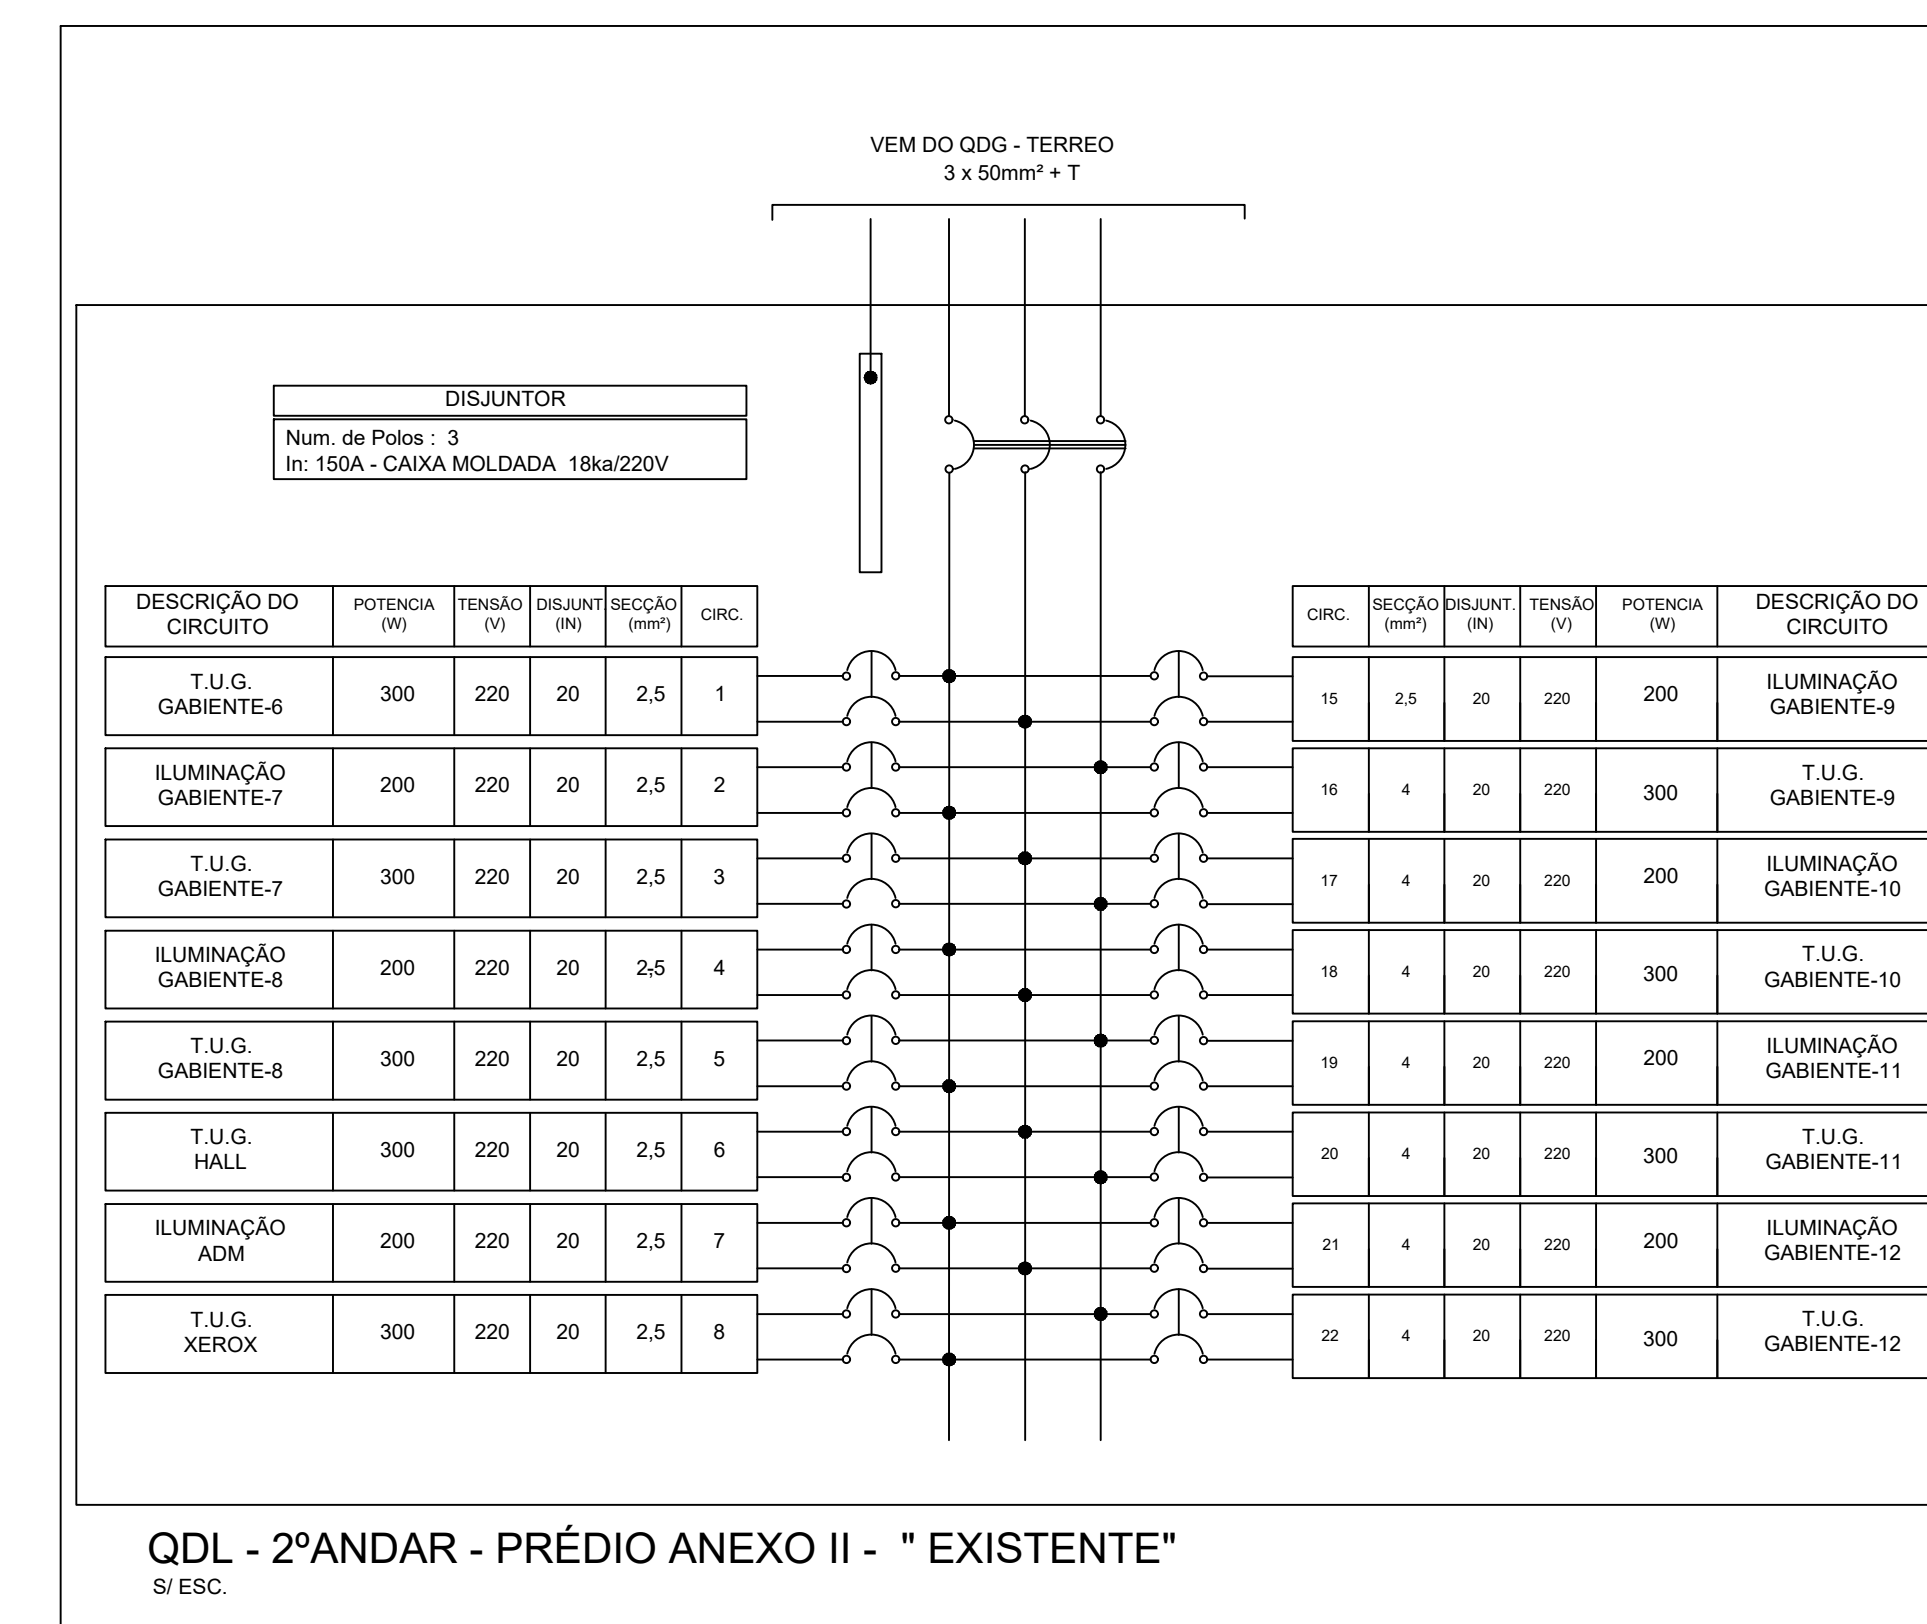 VEM DO QDG - TERREO
3 x 50mm² + T
DISJUNTOR
Num. de Polos : 3
In: 150A - CAIXA MOLDADA 18ka/220V
DESCRIÇÃO DO
CIRCUITO
POTENCIA
(W)
TENSÃO
(V)
DISJUNT.
(IN)
SECÇÃO
(mm²)
CIRC.
T.U.G.
GABIENTE-6
300 220 20 2,5 1
ILUMINAÇÃO
GABIENTE-7
200 220 20 2,5 2
T.U.G.
GABIENTE-7
300 220 20 2,5 3
ILUMINAÇÃO
GABIENTE-8
200 220 20 2,5 4
T.U.G.
GABIENTE-8
300 220 20 2,5 5
T.U.G.
HALL
300 220 20 2,5 6
ILUMINAÇÃO
ADM
200 220 20 2,5 7
T.U.G.
XEROX
300 220 20 2,5 8
CIRC.
SECÇÃO
(mm²)
DISJUNT.
(IN)
TENSÃO
(V)
POTENCIA
(W)
DESCRIÇÃO DO
CIRCUITO
15 2,5 20 220 200
ILUMINAÇÃO
GABIENTE-9
16 4 20 220 300
T.U.G.
GABIENTE-9
17 4 20 220 200
ILUMINAÇÃO
GABIENTE-10
18 4 20 220 300
T.U.G.
GABIENTE-10
19 4 20 220 200
ILUMINAÇÃO
GABIENTE-11
20 4 20 220 300
T.U.G.
GABIENTE-11
21 4 20 220 200
ILUMINAÇÃO
GABIENTE-12
22 4 20 220 300
T.U.G.
GABIENTE-12
QDL - 2ºANDAR - PRÉDIO ANEXO II - " EXISTENTE"
S/ ESC.